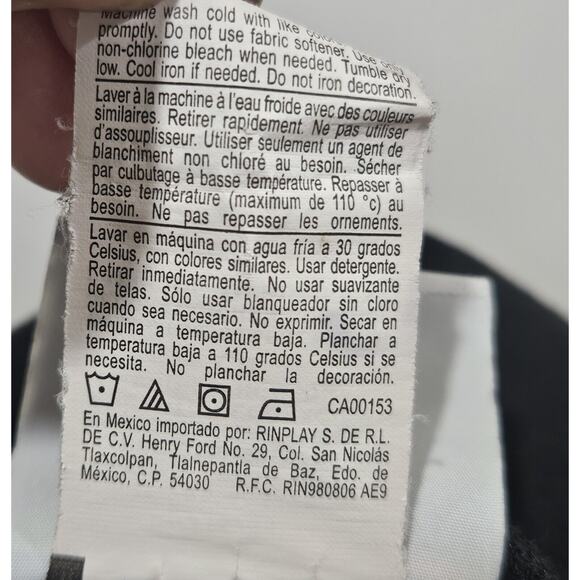 Machine wash cold with like colors
promptly. Do not use fabric softener. Use only
non-chlorine bleach when needed. Tumble dry
low. Cool iron if needed. Do not iron decoration.
Laver à la machine à l'eau froide avec des couleurs
similaires. Retirer rapidement. Ne pas utiliser
d'assouplisseur. Utiliser seulement un agent de
blanchiment non chloré au besoin. Sécher
par culbutage à basse température. Repasser à
basse température (maximum de 110 °c) au
besoin. Ne pas repasser les ornements.
Lavar en máquina con agua fría a 30 grados
Celsius, con colores similares. Usar detergente.
Retirar inmediatamente. No usar suavizante
de telas. Sólo usar blanqueador sin cloro
cuando sea necesario. No exprimir. Secar en
máquina a temperatura baja. Planchar a
temperatura baja a 110 grados Celsius si se
necesita. No planchar la decoración.
CA00153
En Mexico importado por: RINPLAY S. DE R.L.
DE C.V. Henry Ford No. 29, Col. San Nicolás
Tlaxcolpan, Tlalnepantla de Baz, Edo. de
México, C.P. 54030 R.F.C. RIN980806 AE9